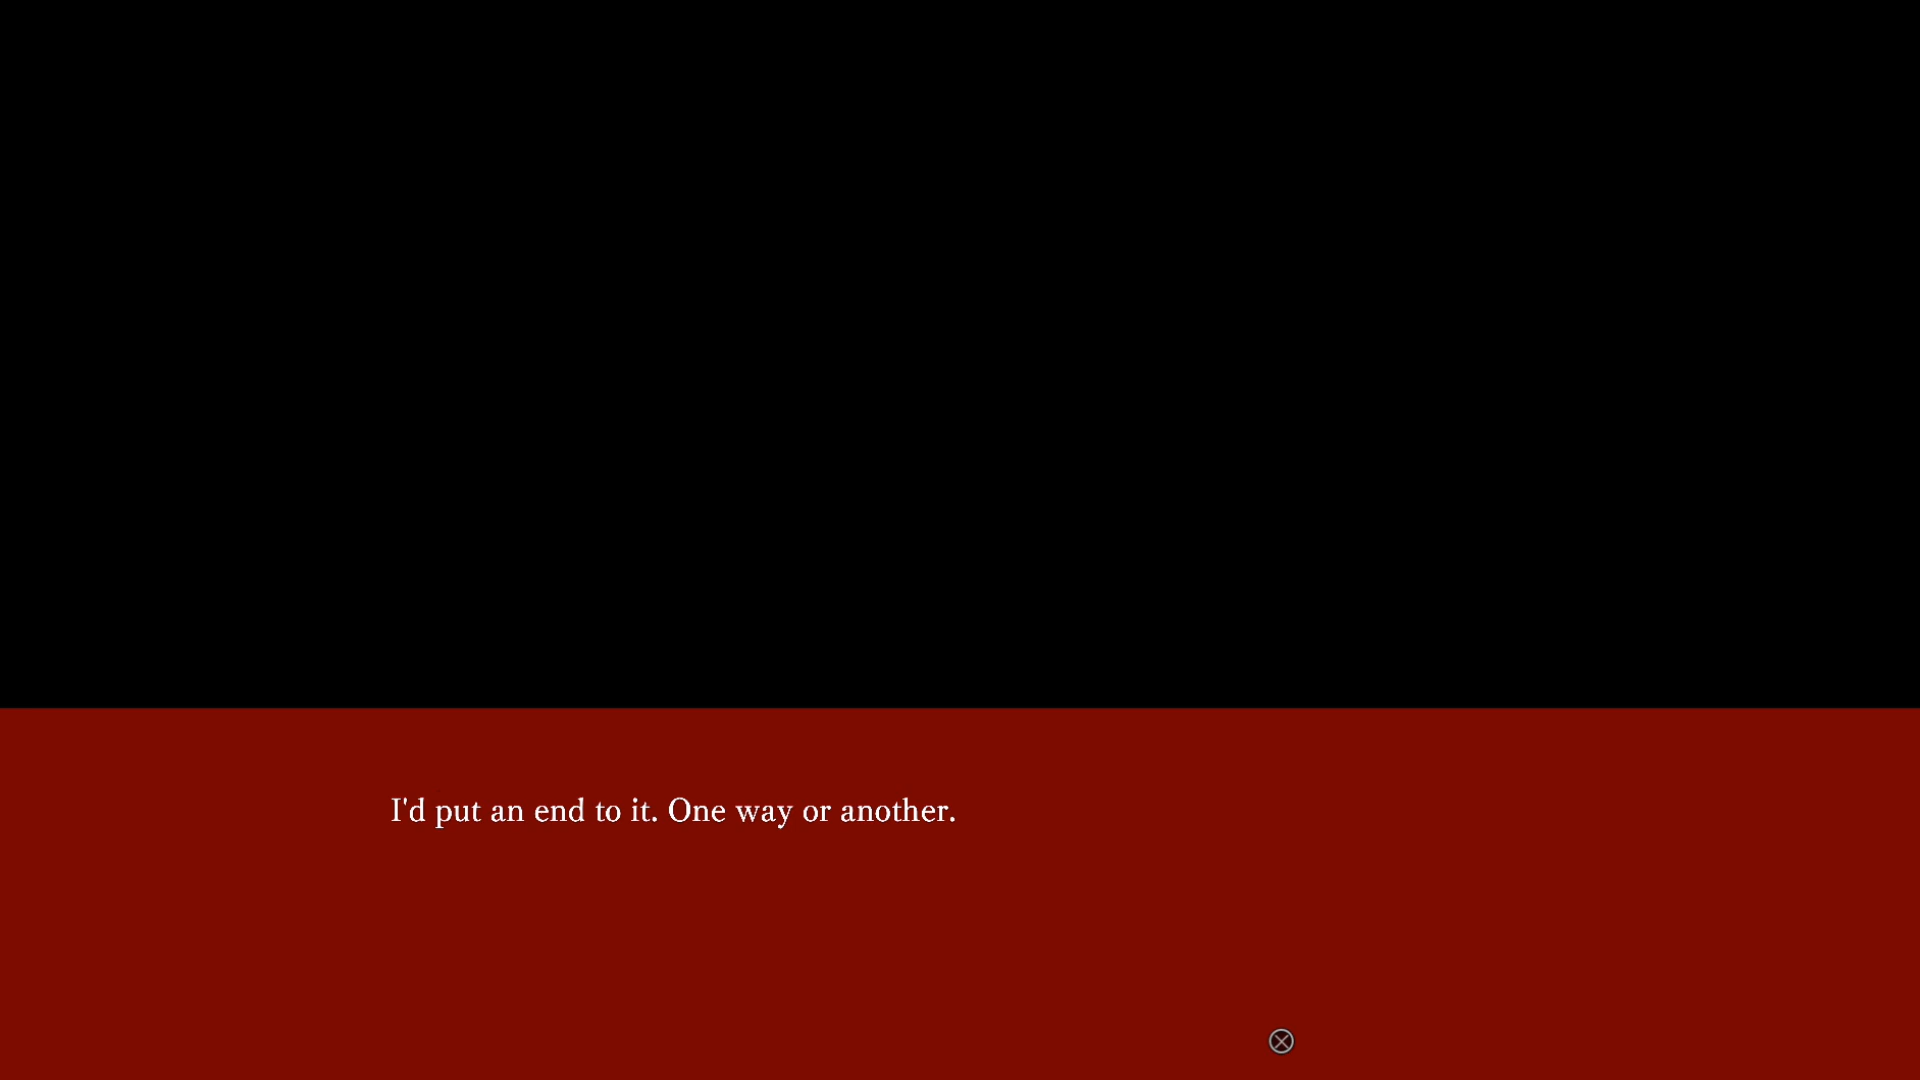 I'd put an end to it. One way or another.